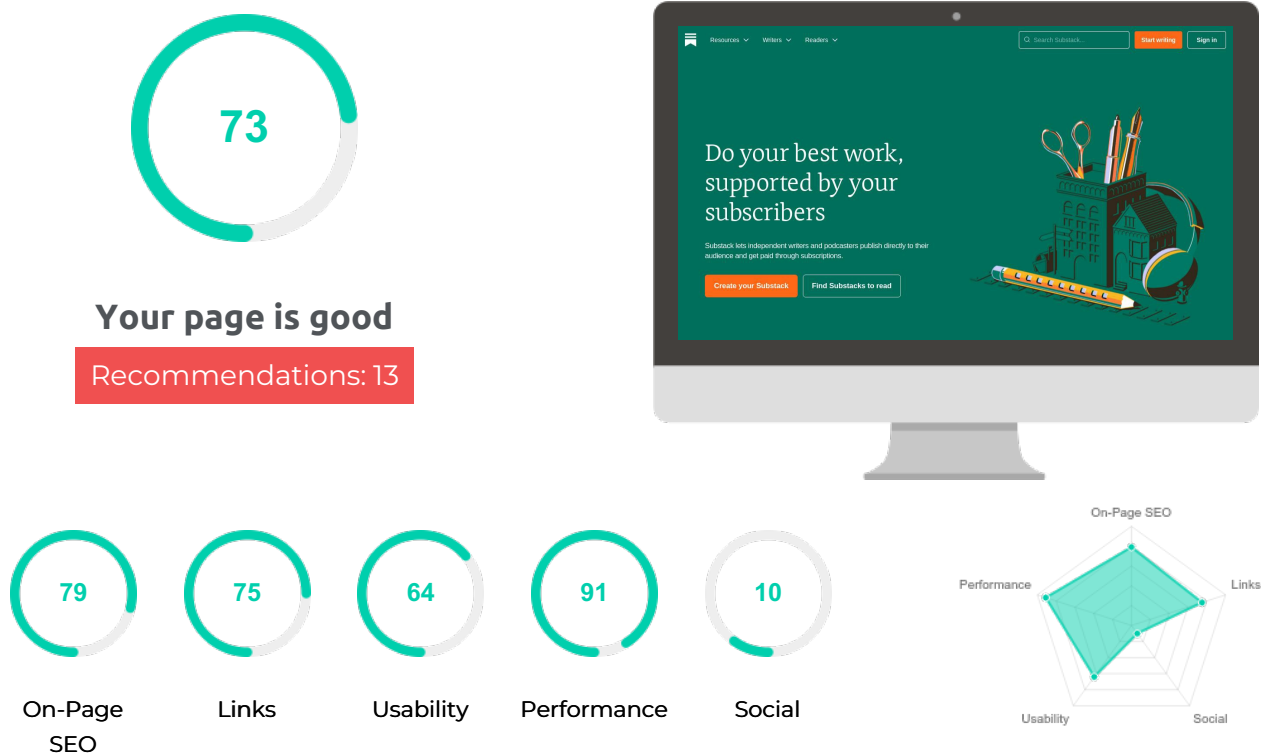 73
Your page is good
Recommendations: 13
Resources
Writers
Readers
Search Substack...
Start writing
Sign in
Do your best work,
supported by your
subscribers
Substack lets independent writers and podcasters publish directly to their
audience and get paid through subscriptions.
Create your Substack
Find Substacks to read
79
75
64
91
10
On-Page
SEO
Links
Usability
Performance
Social
On-Page SEO
Performance
Links
Usability
Social